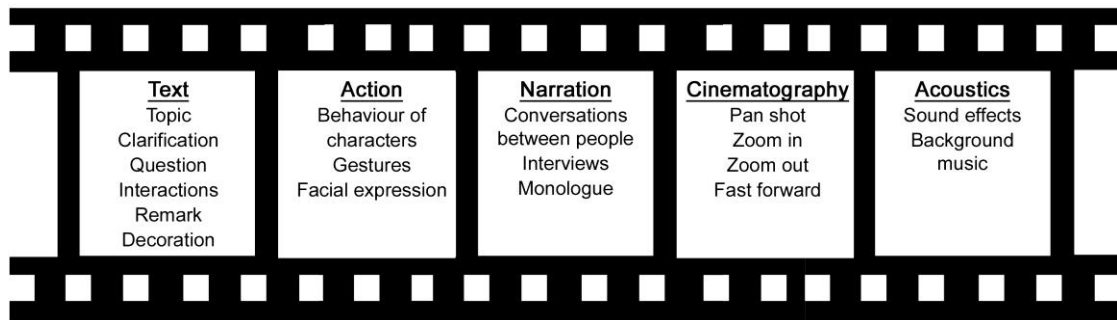 Text
Topic
Clarification
Question
Interactions
Remark
Decoration
Action
Behaviour of
characters
Gestures
Facial expression
Narration
Conversations
between people
Interviews
Monologue
Cinematography
Pan shot
Zoom in
Zoom out
Fast forward
Acoustics
Sound effects
Background
music